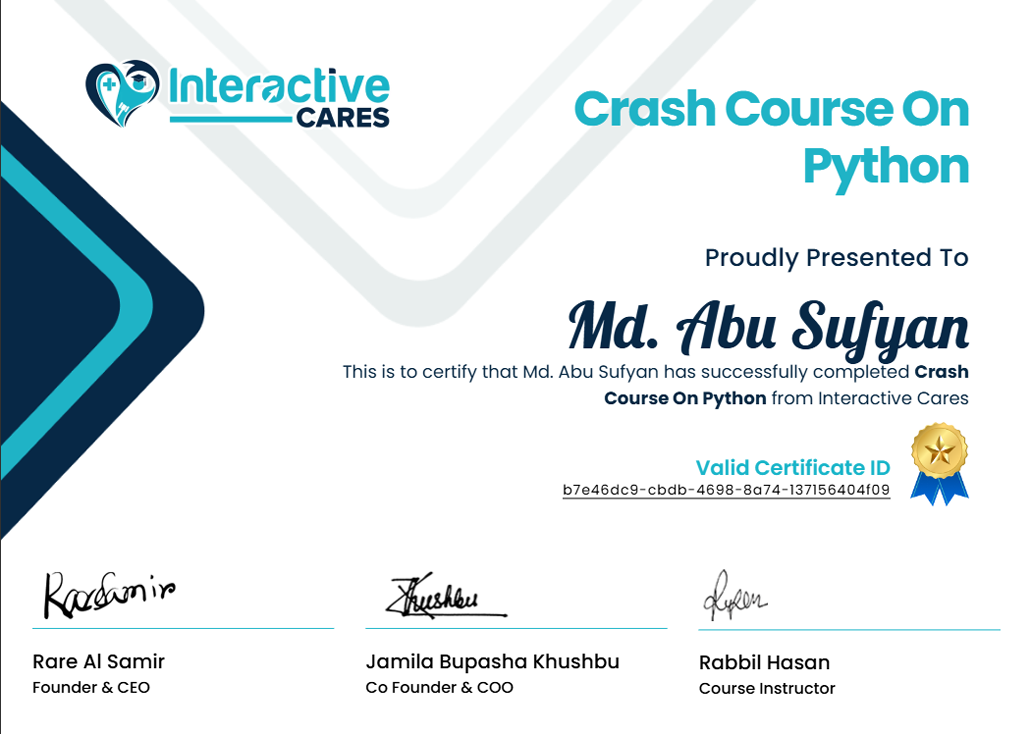 Interactive
CARES
Crash Course On
Python
Proudly Presented To
Md. Abu Sufyan
This is to certify that Md. Abu Sufyan has successfully completed Crash
Course On Python from Interactive Cares
Valid Certificate ID
b7e46dc9-cbdb-4698-8a74-137156404f09
RareSamir
Khushbu
Rare Al Samir
Founder & CEO
Jamila Bupasha Khushbu
Co Founder & COO
Rabbil Hasan
Course Instructor